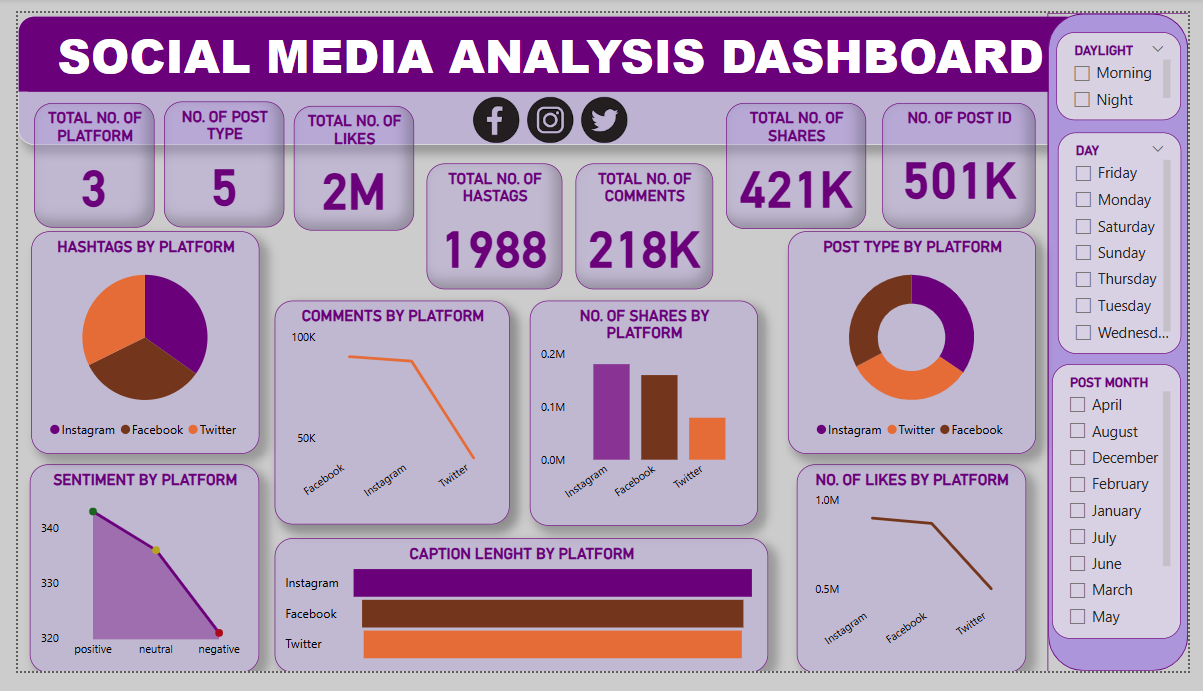 SOCIAL MEDIA ANALYSIS DASHBOARD
TOTAL NO. OF
PLATFORM
3
NO. OF POST
TYPE
5
TOTAL NO. OF
LIKES
2M
TOTAL NO. OF
HASTAGS
1988
TOTAL NO. OF
COMMENTS
218K
TOTAL NO. OF
SHARES
421K
NO. OF POST ID
501K
HASHTAGS BY PLATFORM
Instagram Facebook Twitter
COMMENTS BY PLATFORM
100K
50K
Facebook
Instagram
Twitter
NO. OF SHARES BY
PLATFORM
0.2M
0.1M
0.0M
Instagram
Facebook
Twitter
POST TYPE BY PLATFORM
Instagram Twitter Facebook
SENTIMENT BY PLATFORM
340
330
320
positive neutral negative
CAPTION LENGHT BY PLATFORM
Instagram
Facebook
Twitter
NO. OF LIKES BY PLATFORM
1.0M
0.5M
Instagram
Facebook
Twitter
DAYLIGHT
Morning
Night
DAY
Friday
Monday
Saturday
Sunday
Thursday
Tuesday
Wednesd...
POST MONTH
April
August
December
February
January
July
June
March
May